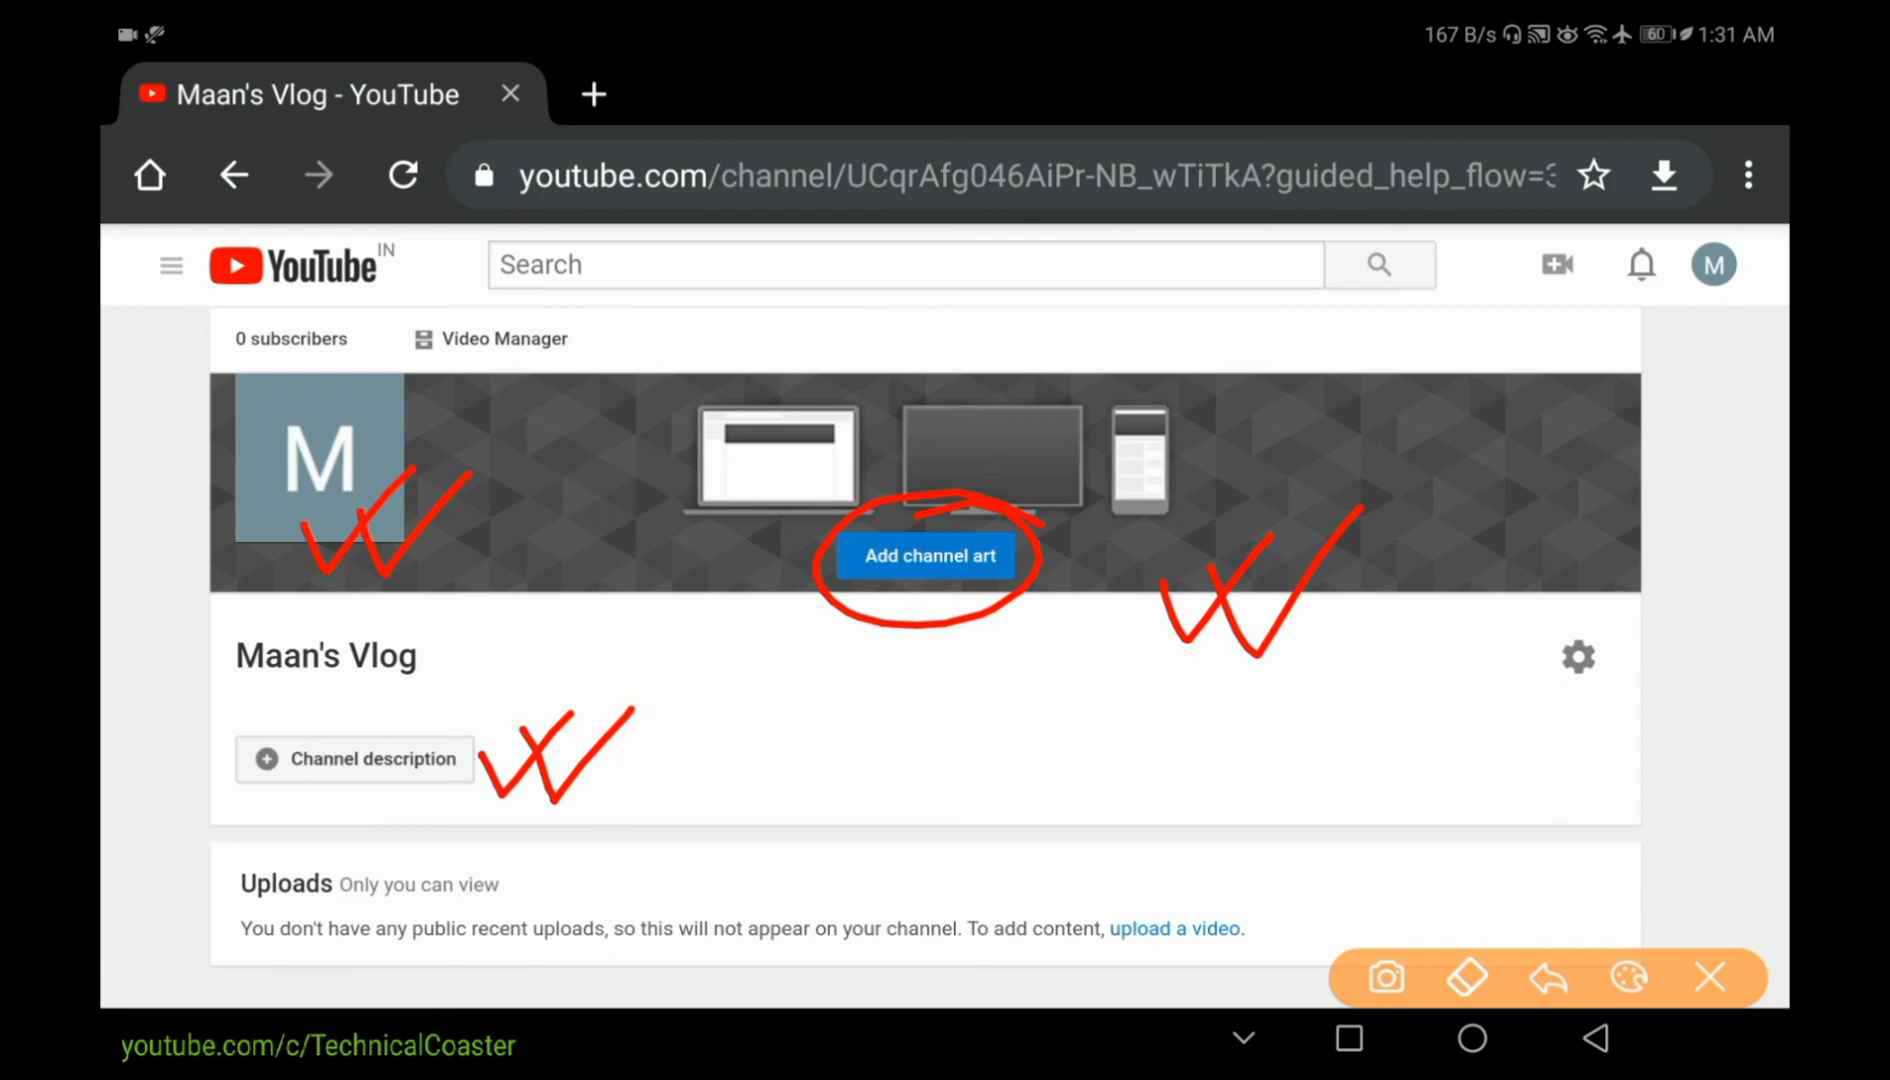 167 B/s 60 1:31 AM
Maan's Vlog - YouTube
youtube.com/channel/UCqrAfg046AiPr-NB_wTiTkA?guided_help_flow=3
YouTube IN
Search
M
0 subscribers
Video Manager
M
Add channel art
Maan's Vlog
Channel description
Uploads Only you can view
You don't have any public recent uploads, so this will not appear on your channel. To add content, upload a video.
youtube.com/c/TechnicalCoaster